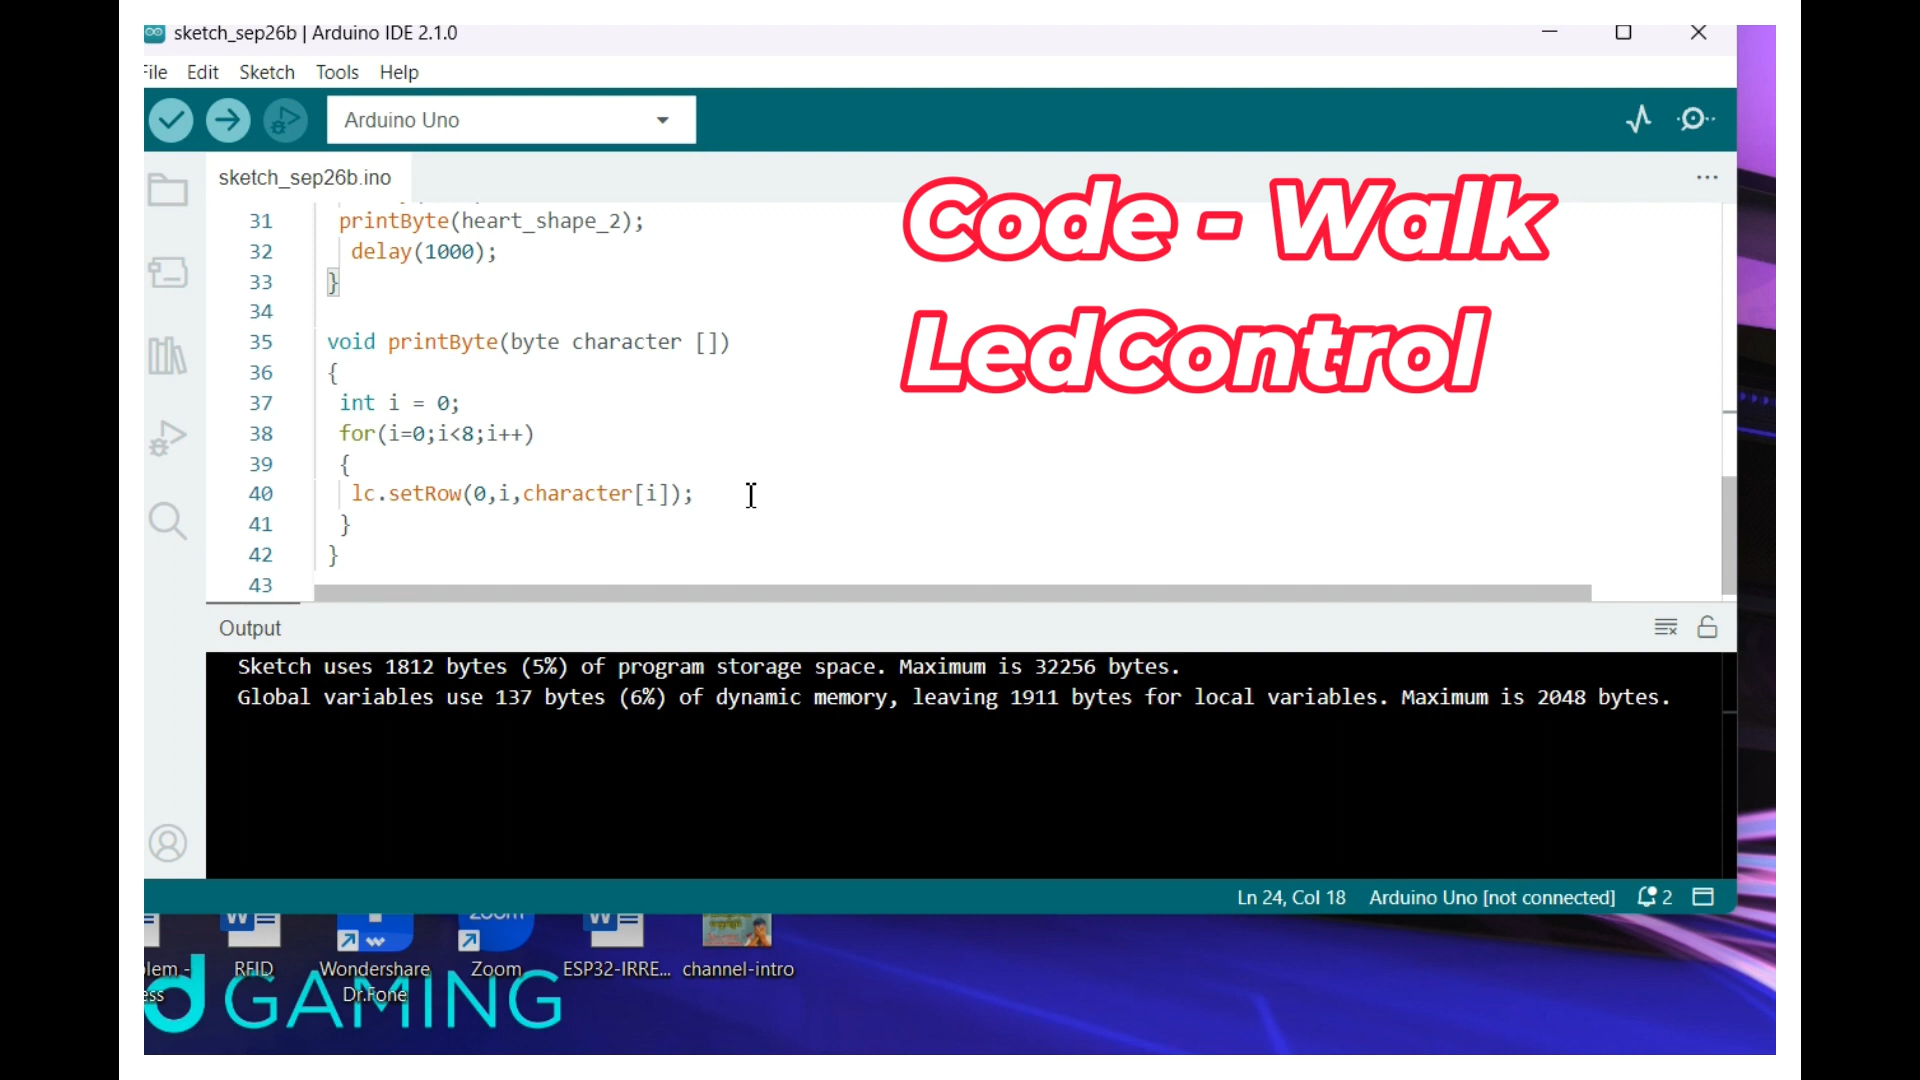 sketch_sep26b | Arduino IDE 2.1.0
File Edit Sketch Tools Help
Arduino Uno
sketch_sep26b.ino
Code - Walk
LedControl
31 printByte(heart_shape_2);
32 delay(1000);
33 }
34
35 void printByte(byte character [])
36 {
37 int i = 0;
38 for(i=0;i<8;i++)
39 {
40 lc.setRow(0,i,character[i]);
41 }
42 }
43
Output
Sketch uses 1812 bytes (5%) of program storage space. Maximum is 32256 bytes.
Global variables use 137 bytes (6%) of dynamic memory, leaving 1911 bytes for local variables. Maximum is 2048 bytes.
Ln 24, Col 18 Arduino Uno [not connected] 2
zoom
lem - RFID Wondershare Zoom ESP32-IRRE... channel-intro
ess Dr.Fone
d GAMING